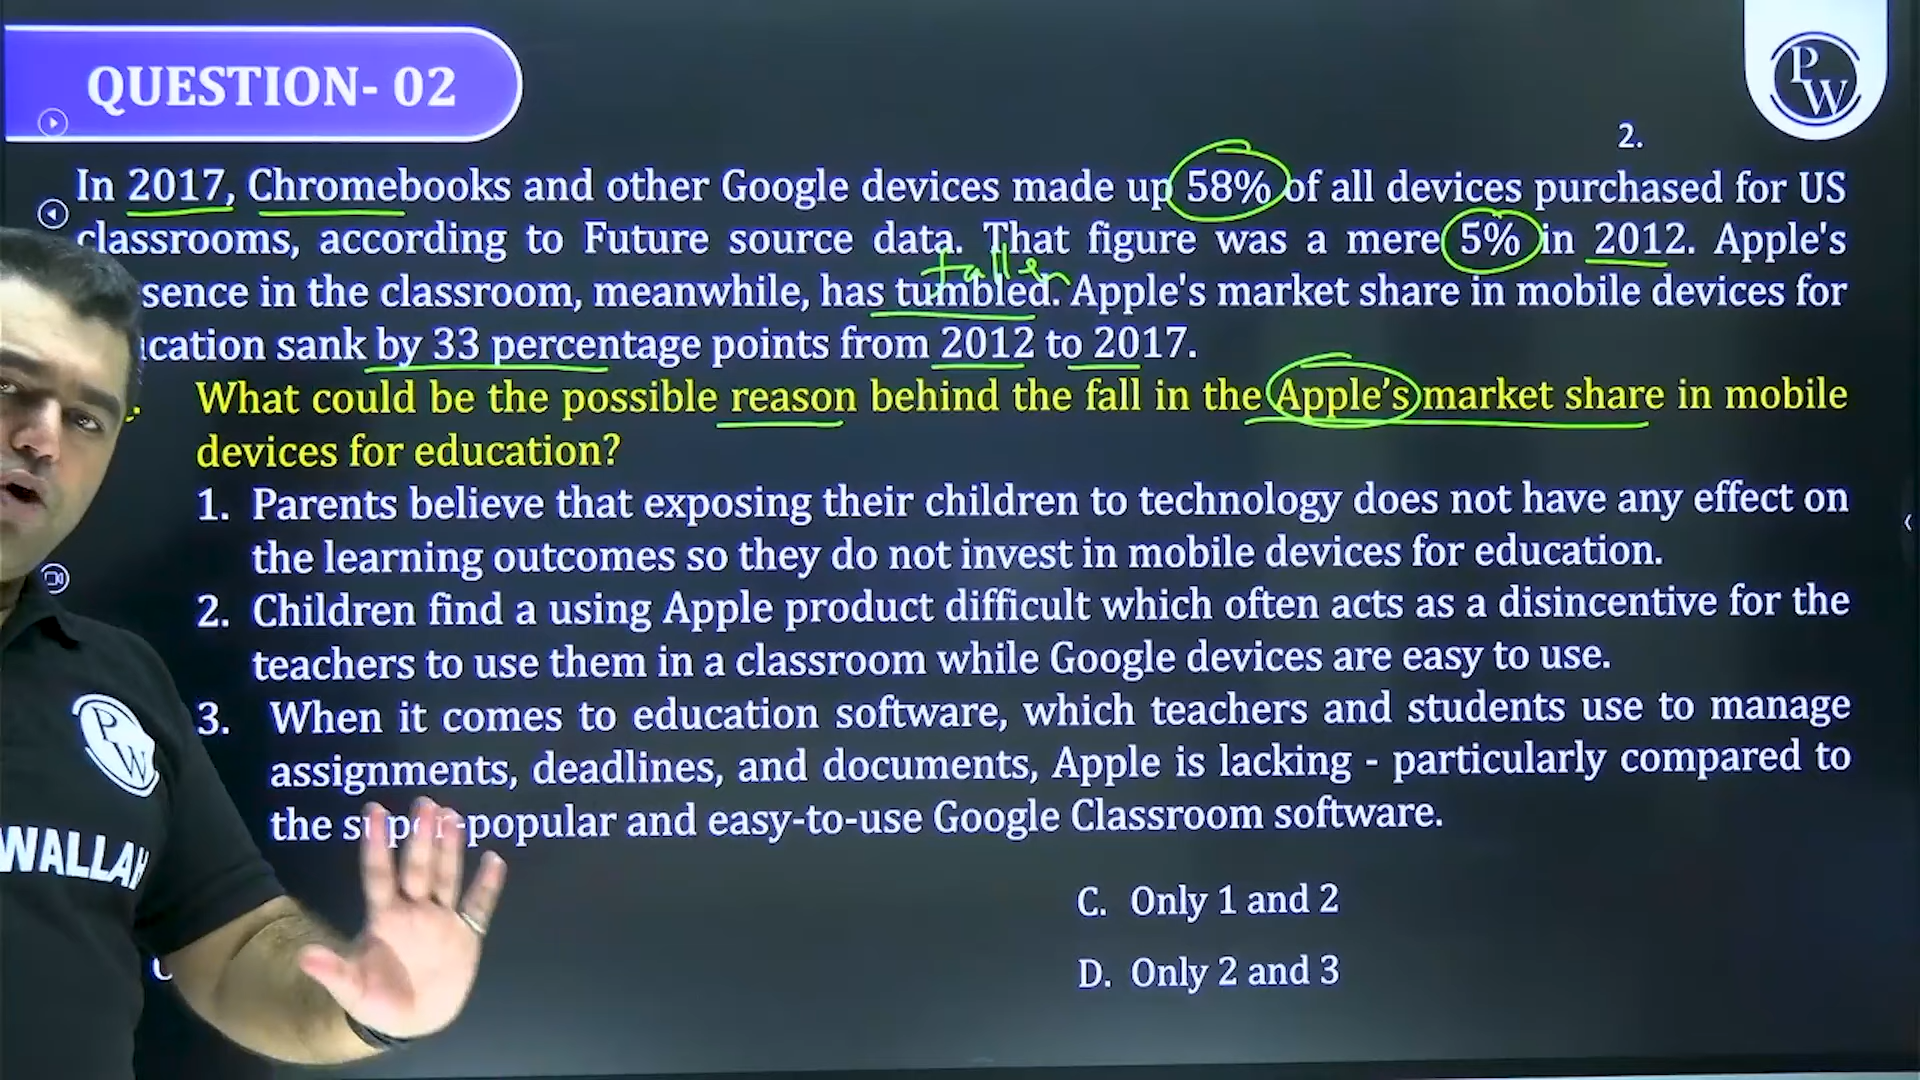 QUESTION- 02
P
W
2.
In 2017, Chromebooks and other Google devices made up 58% of all devices purchased for US
classrooms, according to Future source data. That figure was a mere 5% in 2012. Apple's
fallen
sence in the classroom, meanwhile, has tumbled. Apple's market share in mobile devices for
ication sank by 33 percentage points from 2012 to 2017.
What could be the possible reason behind the fall in the Apple's market share in mobile
devices for education?
1. Parents believe that exposing their children to technology does not have any effect on
the learning outcomes so they do not invest in mobile devices for education.
2. Children find a using Apple product difficult which often acts as a disincentive for the
teachers to use them in a classroom while Google devices are easy to use.
3. When it comes to education software, which teachers and students use to manage
assignments, deadlines, and documents, Apple is lacking - particularly compared to
the super-popular and easy-to-use Google Classroom software.
P
W
WALLAH
C. Only 1 and 2
D. Only 2 and 3